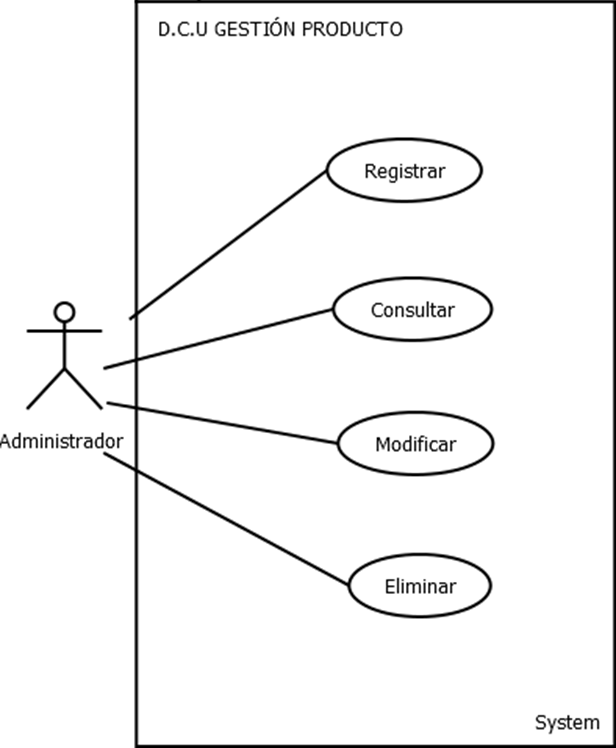 D.C.U GESTIÓN PRODUCTO
Registrar
Consultar
Modificar
Administrador
Eliminar
System